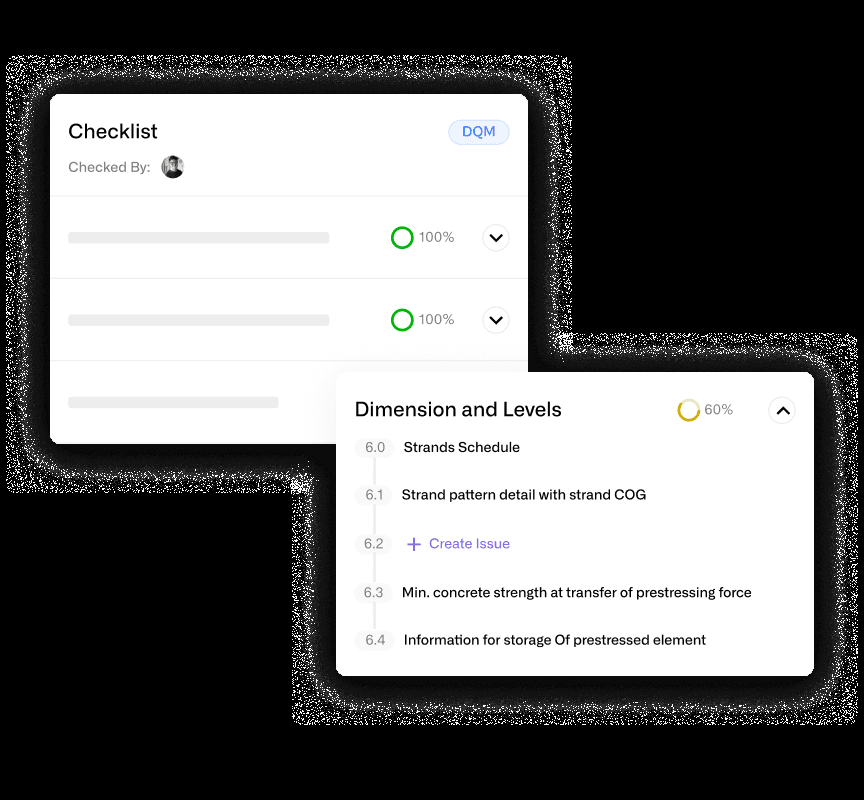 Checklist
DQM
Checked By:
100%
100%
Dimension and Levels
60%
6.0 Strands Schedule
6.1 Strand pattern detail with strand COG
6.2 + Create Issue
6.3 Min. concrete strength at transfer of prestressing force
6.4 Information for storage Of prestressed element